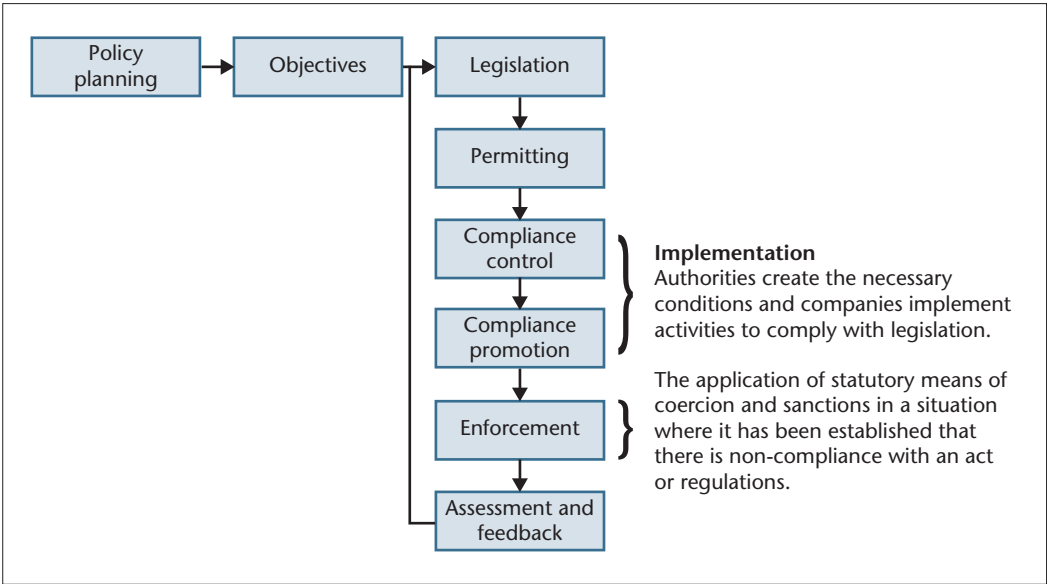 Policy
planning
Objectives
Legislation
Permitting
Compliance
control
Compliance
promotion
Implementation
Authorities create the necessary
conditions and companies implement
activities to comply with legislation.
Enforcement
The application of statutory means of
coercion and sanctions in a situation
where it has been established that
there is non-compliance with an act
or regulations.
Assessment and
feedback